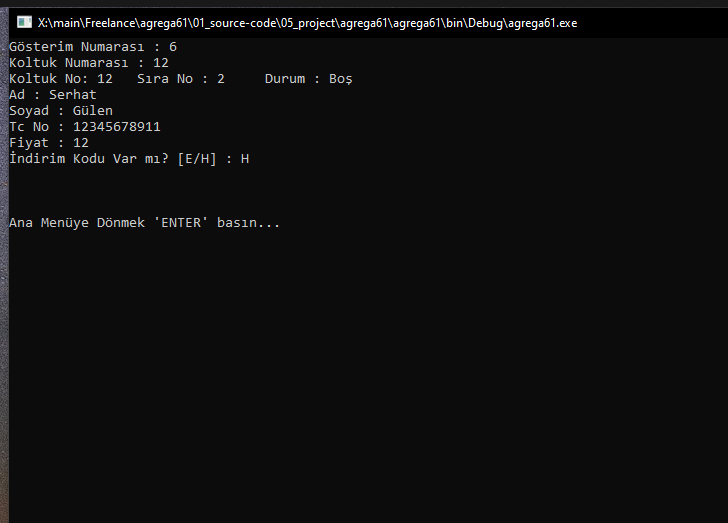 X:\main\Freelance\agrega61\01_source-code\05_project\agrega61\agrega61\bin\Debug\agrega61.exe
Gösterim Numarası : 6
Koltuk Numarası : 12
Koltuk No: 12   Sıra No : 2     Durum : Boş
Ad : Serhat
Soyad : Gülen
Tc No : 12345678911
Fiyat : 12
İndirim Kodu Var mı? [E/H] : H
Ana Menüye Dönmek 'ENTER' basın...